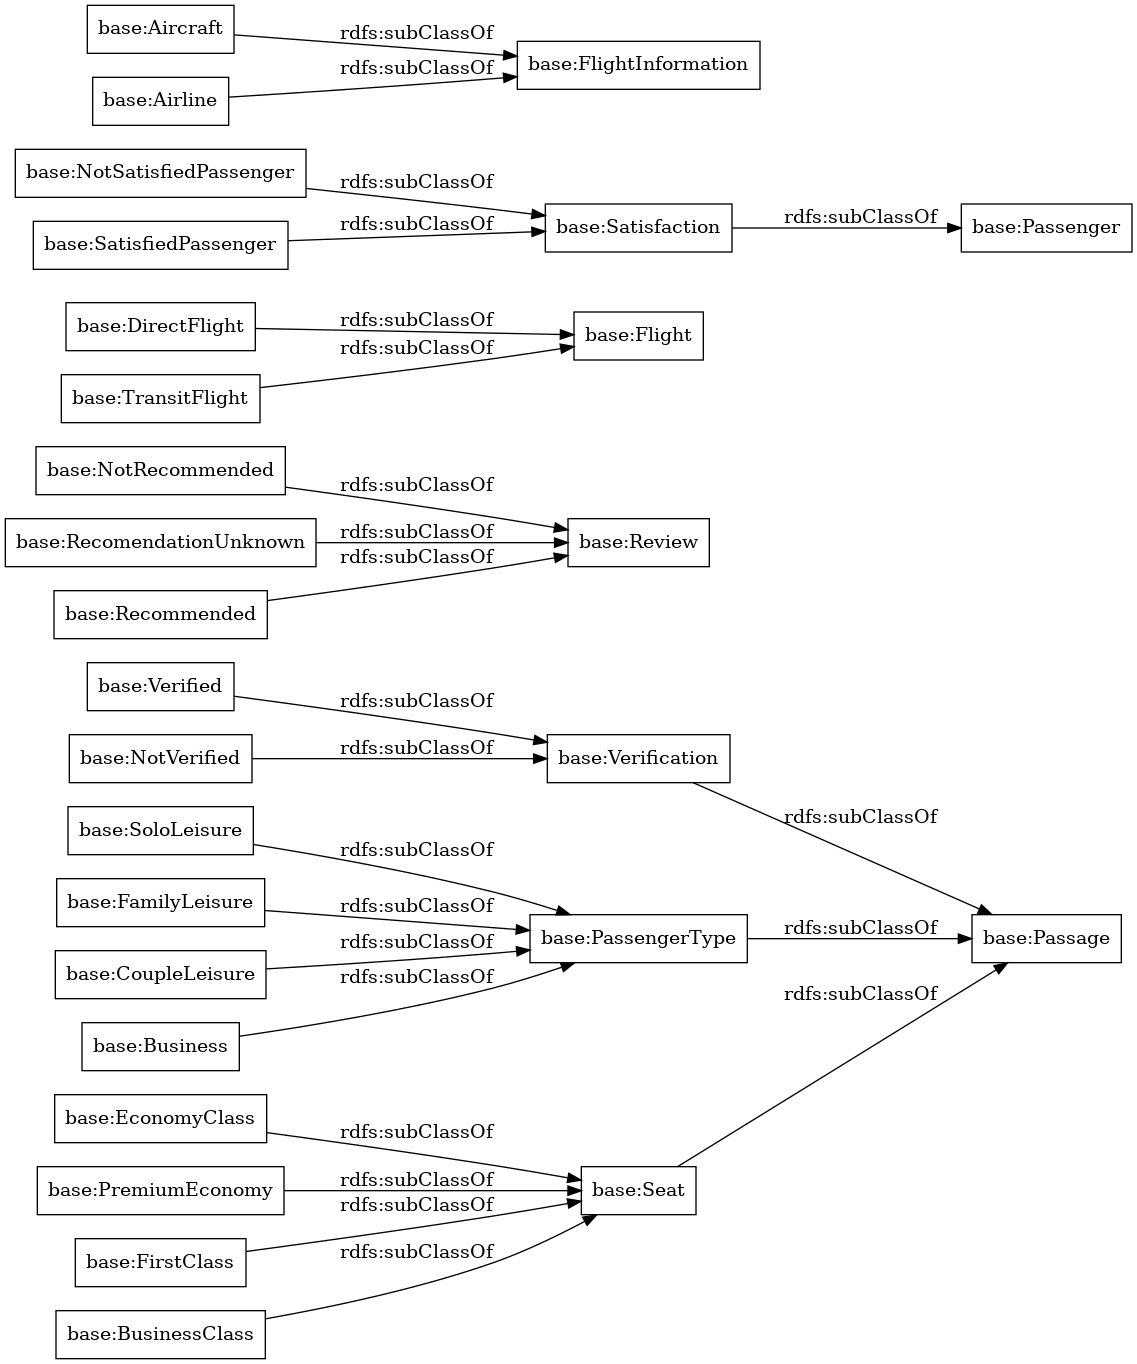 base:Aircraft
rdfs:subClassOf
base:FlightInformation
rdfs:subClassOf
base:Airline
base:NotSatisfiedPassenger
rdfs:subClassOf
base:Satisfaction
rdfs:subClassOf
base:Passenger
rdfs:subClassOf
base:SatisfiedPassenger
base:DirectFlight
rdfs:subClassOf
base:Flight
rdfs:subClassOf
base:TransitFlight
base:NotRecommended
rdfs:subClassOf
base:RecomendationUnknown
rdfs:subClassOf
base:Review
rdfs:subClassOf
base:Recommended
base:Verified
rdfs:subClassOf
base:NotVerified
rdfs:subClassOf
base:Verification
rdfs:subClassOf
base:SoloLeisure
rdfs:subClassOf
base:FamilyLeisure
rdfs:subClassOf
base:PassengerType
rdfs:subClassOf
base:Passage
rdfs:subClassOf
base:CoupleLeisure
rdfs:subClassOf
rdfs:subClassOf
base:Business
base:EconomyClass
rdfs:subClassOf
base:PremiumEconomy
rdfs:subClassOf
base:Seat
rdfs:subClassOf
base:FirstClass
rdfs:subClassOf
base:BusinessClass